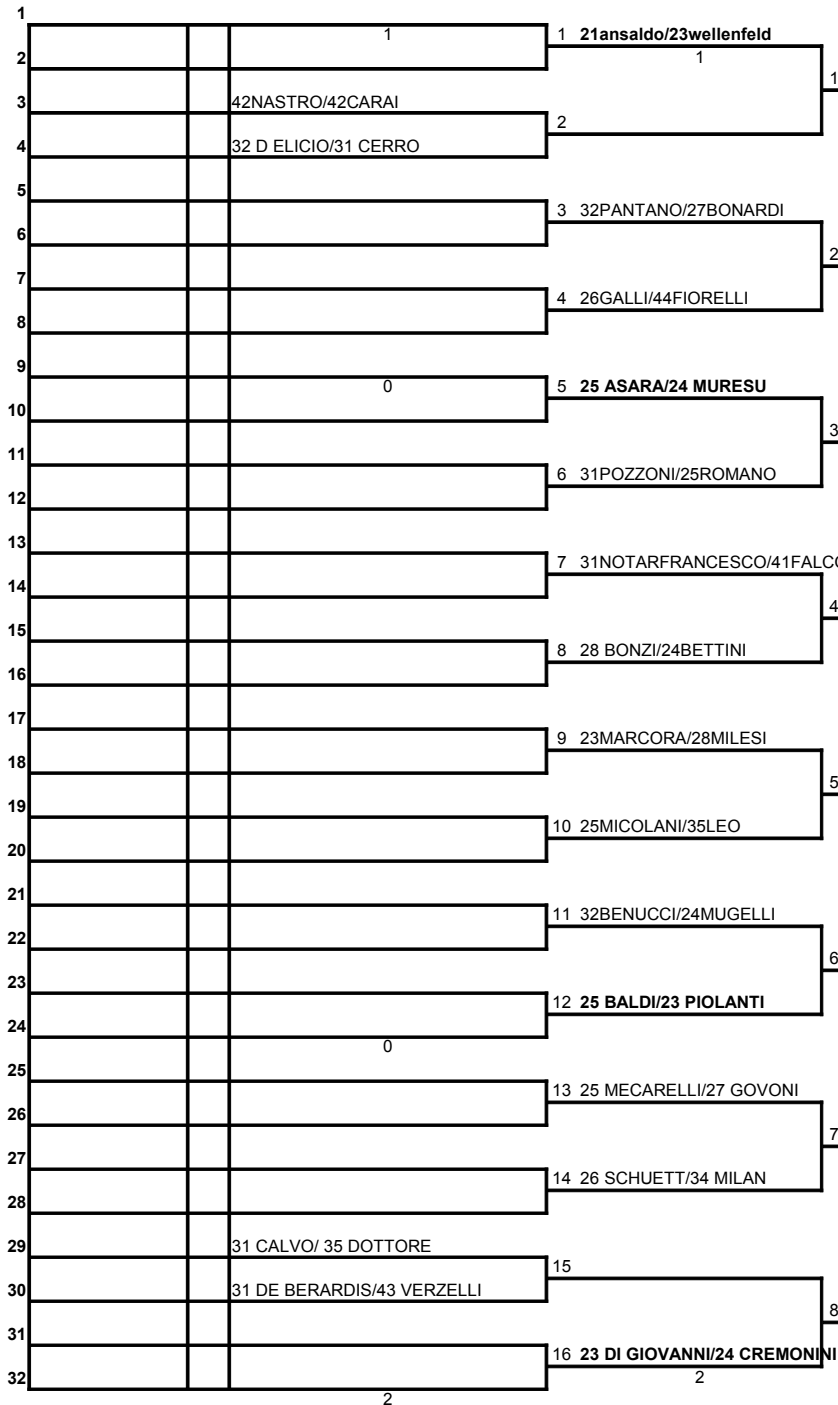 1
1
1 21ansaldo/23wellenfeld
2
1
1
3
42NASTRO/42CARAI
2
4
32 D ELICIO/31 CERRO
5
3 32PANTANO/27BONARDI
6
2
7
4 26GALLI/44FIORELLI
8
9
0
5 25 ASARA/24 MURESU
10
3
11
6 31POZZONI/25ROMANO
12
13
7 31NOTARFRANCESCO/41FALCO
14
4
15
8 28 BONZI/24BETTINI
16
17
9 23MARCORA/28MILESI
18
5
19
10 25MICOLANI/35LEO
20
21
11 32BENUCCI/24MUGELLI
22
6
23
12 25 BALDI/23 PIOLANTI
24
0
25
13 25 MECARELLI/27 GOVONI
26
7
27
14 26 SCHUETT/34 MILAN
28
29
31 CALVO/ 35 DOTTORE
15
30
31 DE BERARDIS/43 VERZELLI
8
31
16 23 DI GIOVANNI/24 CREMONINI
32
2
2